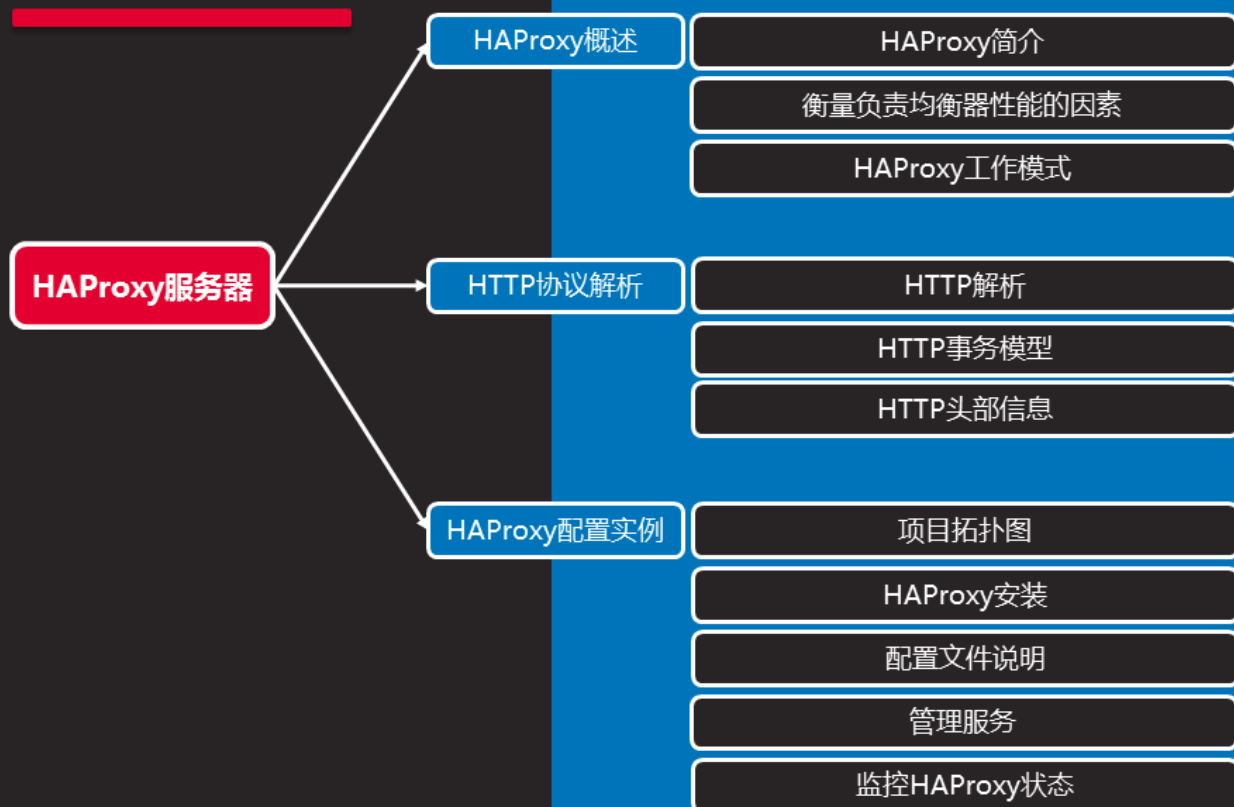 HAProxy服务器
HAProxy概述
HAProxy简介
衡量负责均衡器性能的因素
HAProxy工作模式
HTTP协议解析
HTTP解析
HTTP事务模型
HTTP头部信息
HAProxy配置实例
项目拓扑图
HAProxy安装
配置文件说明
管理服务
监控HAProxy状态